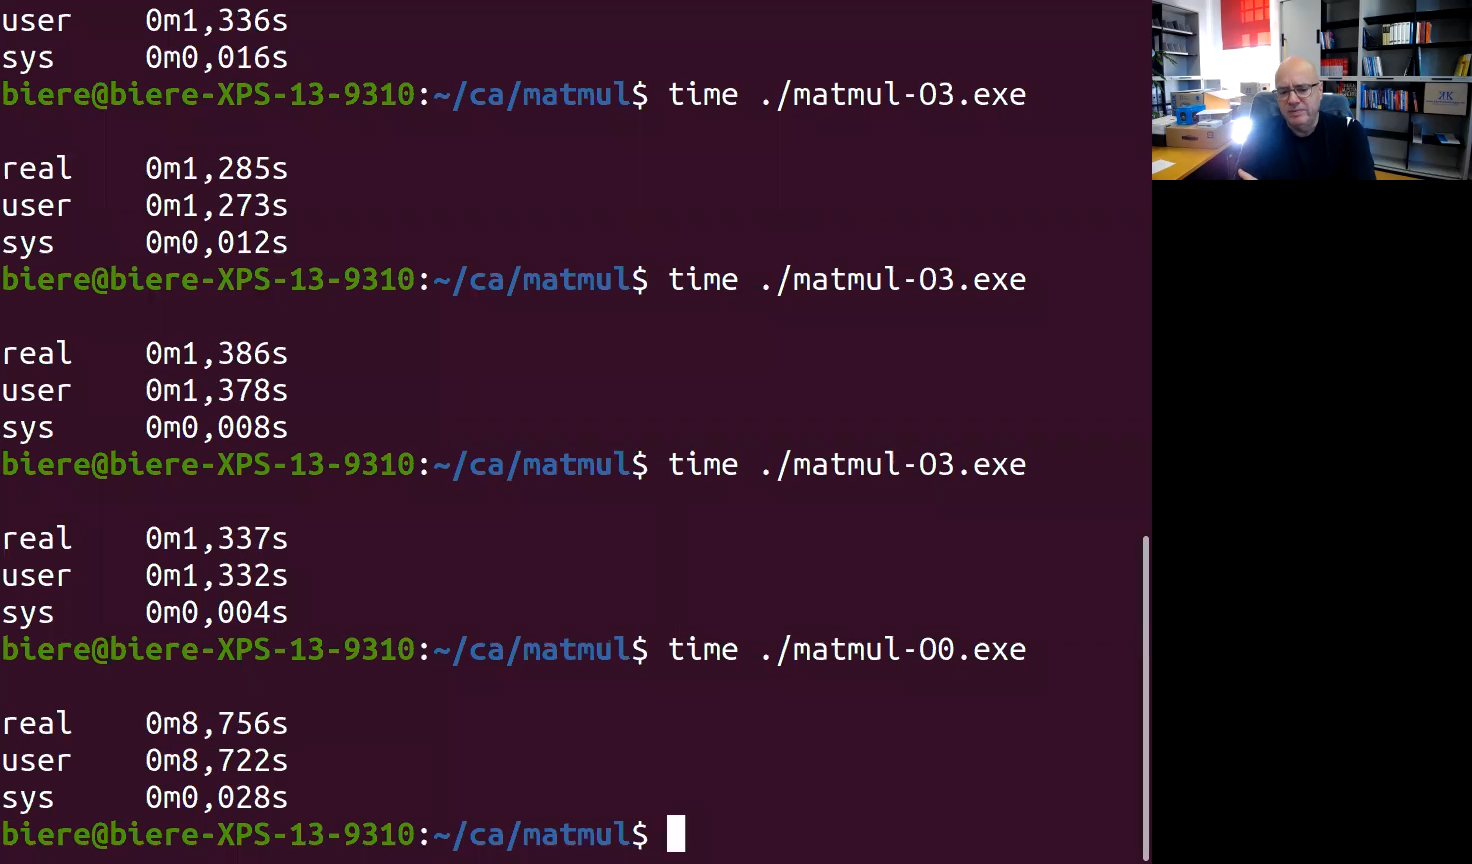 user 0m1,336s
sys 0m0,016s
biere@biere-XPS-13-9310:~/ca/matmul$ time ./matmul-O3.exe
real 0m1,285s
user 0m1,273s
sys 0m0,012s
biere@biere-XPS-13-9310:~/ca/matmul$ time ./matmul-O3.exe
real 0m1,386s
user 0m1,378s
sys 0m0,008s
biere@biere-XPS-13-9310:~/ca/matmul$ time ./matmul-O3.exe
real 0m1,337s
user 0m1,332s
sys 0m0,004s
biere@biere-XPS-13-9310:~/ca/matmul$ time ./matmul-O0.exe
real 0m8,756s
user 0m8,722s
sys 0m0,028s
biere@biere-XPS-13-9310:~/ca/matmul$